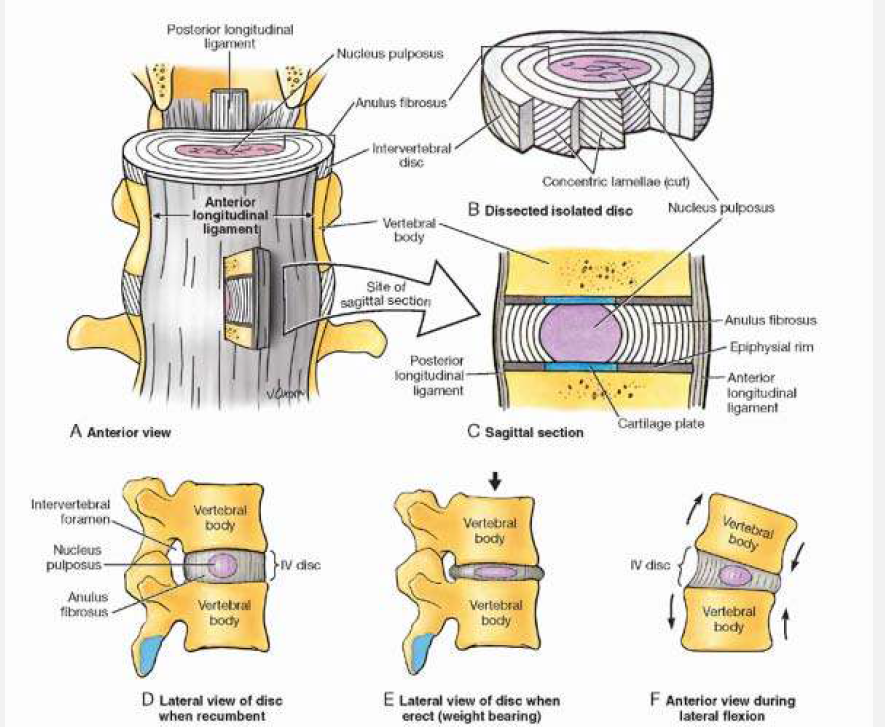 Posterior longitudinal
ligament
Nucleus pulposus
Anulus fibrosus
Intervertebral
disc
Anterior
longitudinal
ligament
Vertebral
body
Site of
sagittal section
A Anterior view
Concentric lamellae (cut)
B Dissected isolated disc
Nucleus pulposus
Anulus fibrosus
Epiphysial rim
Posterior
longitudinal
ligament
Anterior
longitudinal
ligament
Cartilage plate
C Sagittal section
Intervertebral
foramen
Nucleus
pulposus
Anulus
fibrosus
Vertebral
body
IV disc
Vertebral
body
D Lateral view of disc
when recumbent
Vertebral
body
Vertebral
body
E Lateral view of disc when
erect (weight bearing)
Vertebral
body
IV disc
Vertebral
body
F Anterior view during
lateral flexion